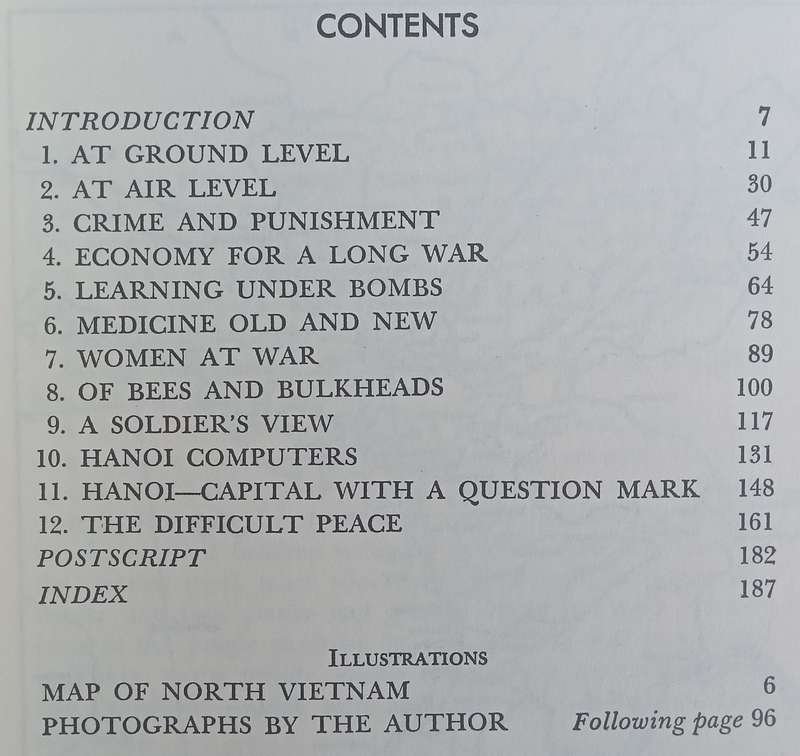 CONTENTS
INTRODUCTION 7
1. AT GROUND LEVEL 11
2. AT AIR LEVEL 30
3. CRIME AND PUNISHMENT 47
4. ECONOMY FOR A LONG WAR 54
5. LEARNING UNDER BOMBS 64
6. MEDICINE OLD AND NEW 78
7. WOMEN AT WAR 89
8. OF BEES AND BULKHEADS 100
9. A SOLDIER'S VIEW 117
10. HANOI COMPUTERS 131
11. HANOI—CAPITAL WITH A QUESTION MARK 148
12. THE DIFFICULT PEACE 161
POSTSCRIPT 182
INDEX 187
ILLUSTRATIONS
MAP OF NORTH VIETNAM 6
PHOTOGRAPHS BY THE AUTHOR Following page 96